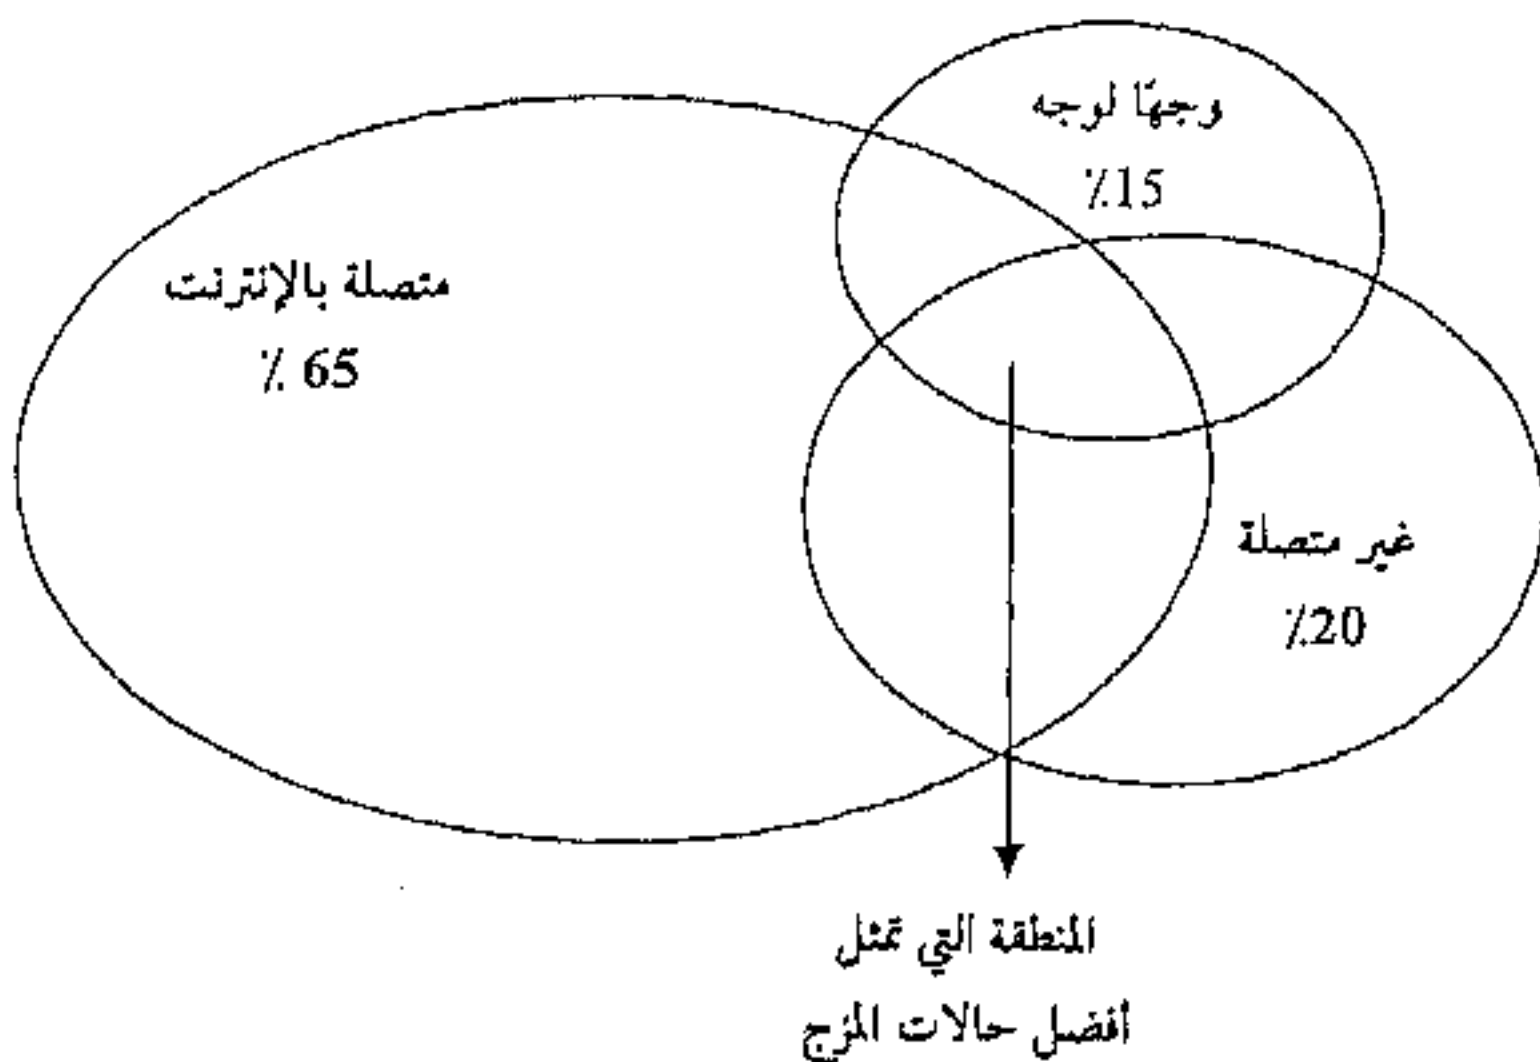 وجهًا لوجه
٪15
متصلة بالإنترنت
٪ 65
غير متصلة
٪20
المنطقة التي تمثل
أفضل حالات المزج